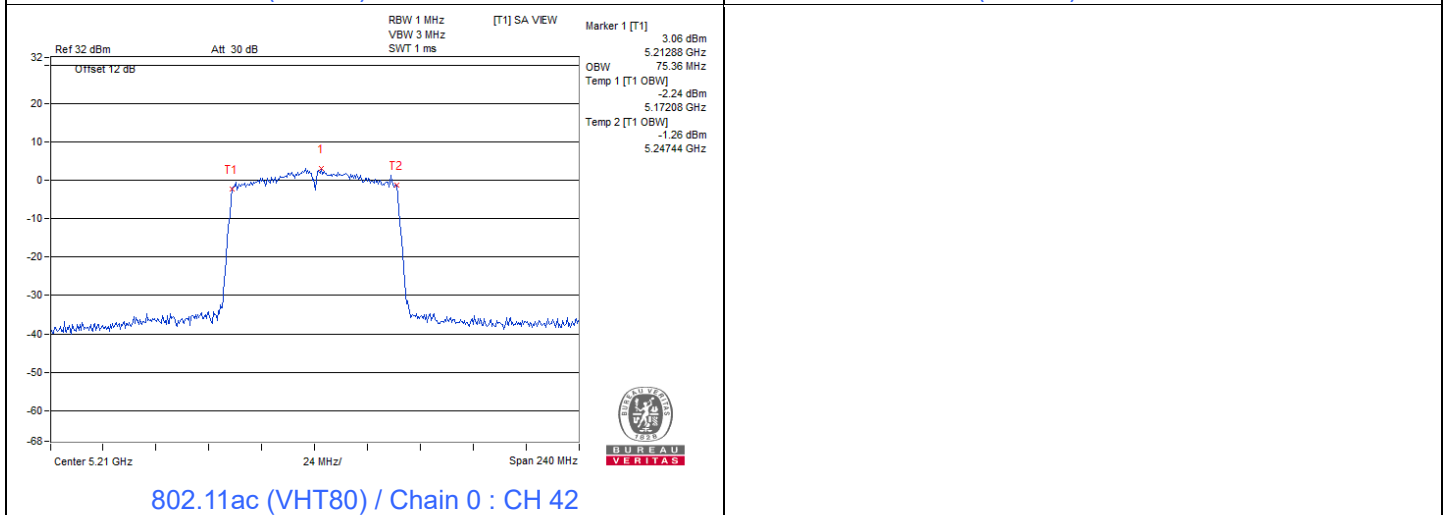 RBW 1 MHz
VBW 3 MHz
SWT 1 ms
[T1] SA VIEW
Ref 32 dBm
Att 30 dB
Offset 12 dB
Marker 1 [T1]
3.06 dBm
5.21288 GHz
OBW 75.36 MHz
Temp 1 [T1 OBW]
-2.24 dBm
5.17208 GHz
Temp 2 [T1 OBW]
-1.26 dBm
5.24744 GHz
32
20
10
0
-10
-20
-30
-40
-50
-60
-68
T1
1
T2
Center 5.21 GHz
24 MHz/
Span 240 MHz
BUREAU VERITAS
1828
BUREAU
VERITAS
802.11ac (VHT80) / Chain 0 : CH 42